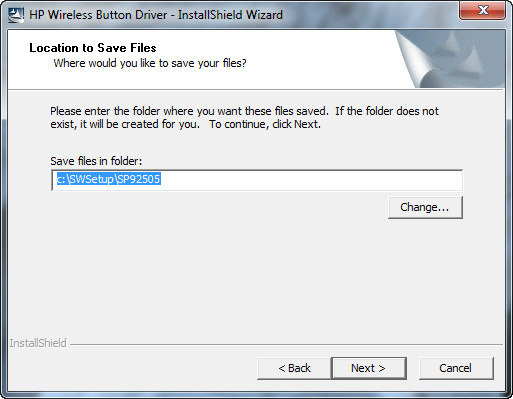 HP Wireless Button Driver - InstallShield Wizard
Location to Save Files
Where would you like to save your files?
Please enter the folder where you want these files saved.  If the folder does not
exist, it will be created for you.   To continue, click Next.
Save files in folder:
c:\SWSetup\SP92505
Change...
InstallShield
< Back
Next >
Cancel